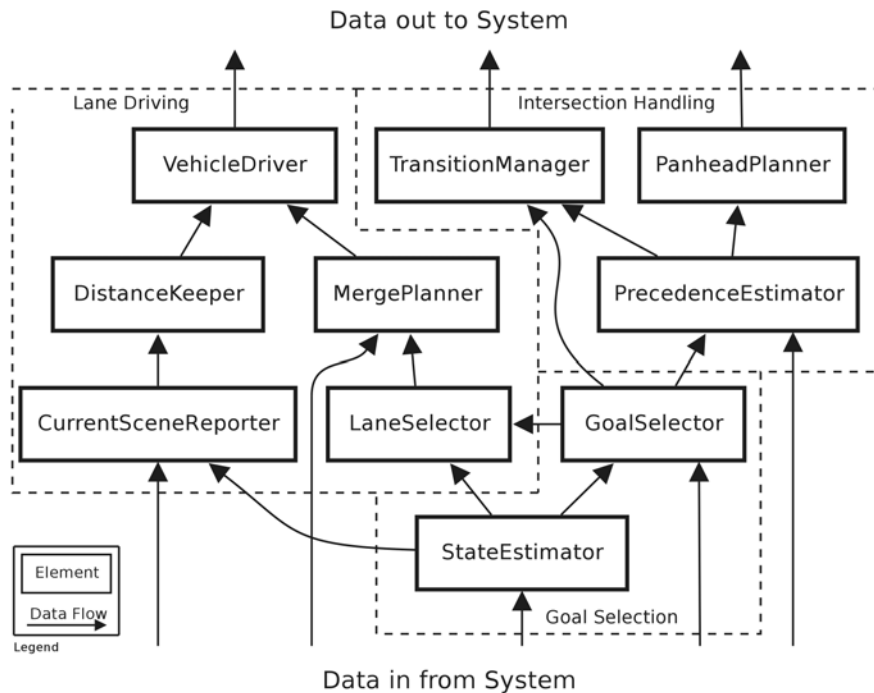 Data out to System
Lane Driving
Intersection Handling
VehicleDriver
TransitionManager
PanheadPlanner
DistanceKeeper
MergePlanner
PrecedenceEstimator
CurrentSceneReporter
LaneSelector
GoalSelector
StateEstimator
Element
Data Flow
Legend
Goal Selection
Data in from System